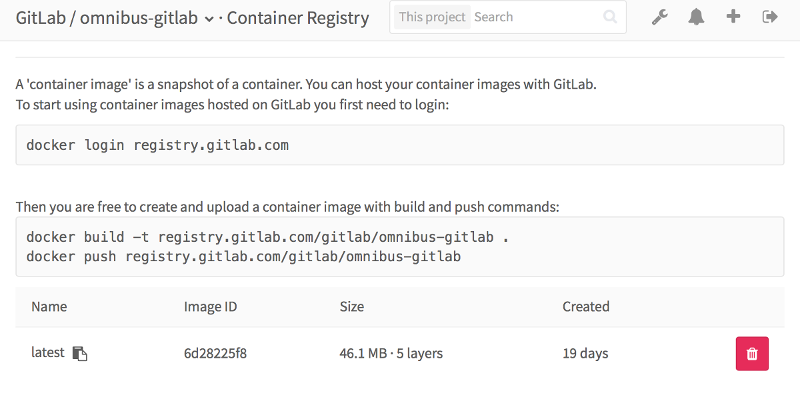 GitLab / omnibus-gitlab · Container Registry
This project Search
A 'container image' is a snapshot of a container. You can host your container images with GitLab.
To start using container images hosted on GitLab you first need to login:
docker login registry.gitlab.com
Then you are free to create and upload a container image with build and push commands:
docker build -t registry.gitlab.com/gitlab/omnibus-gitlab .
docker push registry.gitlab.com/gitlab/omnibus-gitlab
Name Image ID Size Created
latest 6d28225f8 46.1 MB · 5 layers 19 days